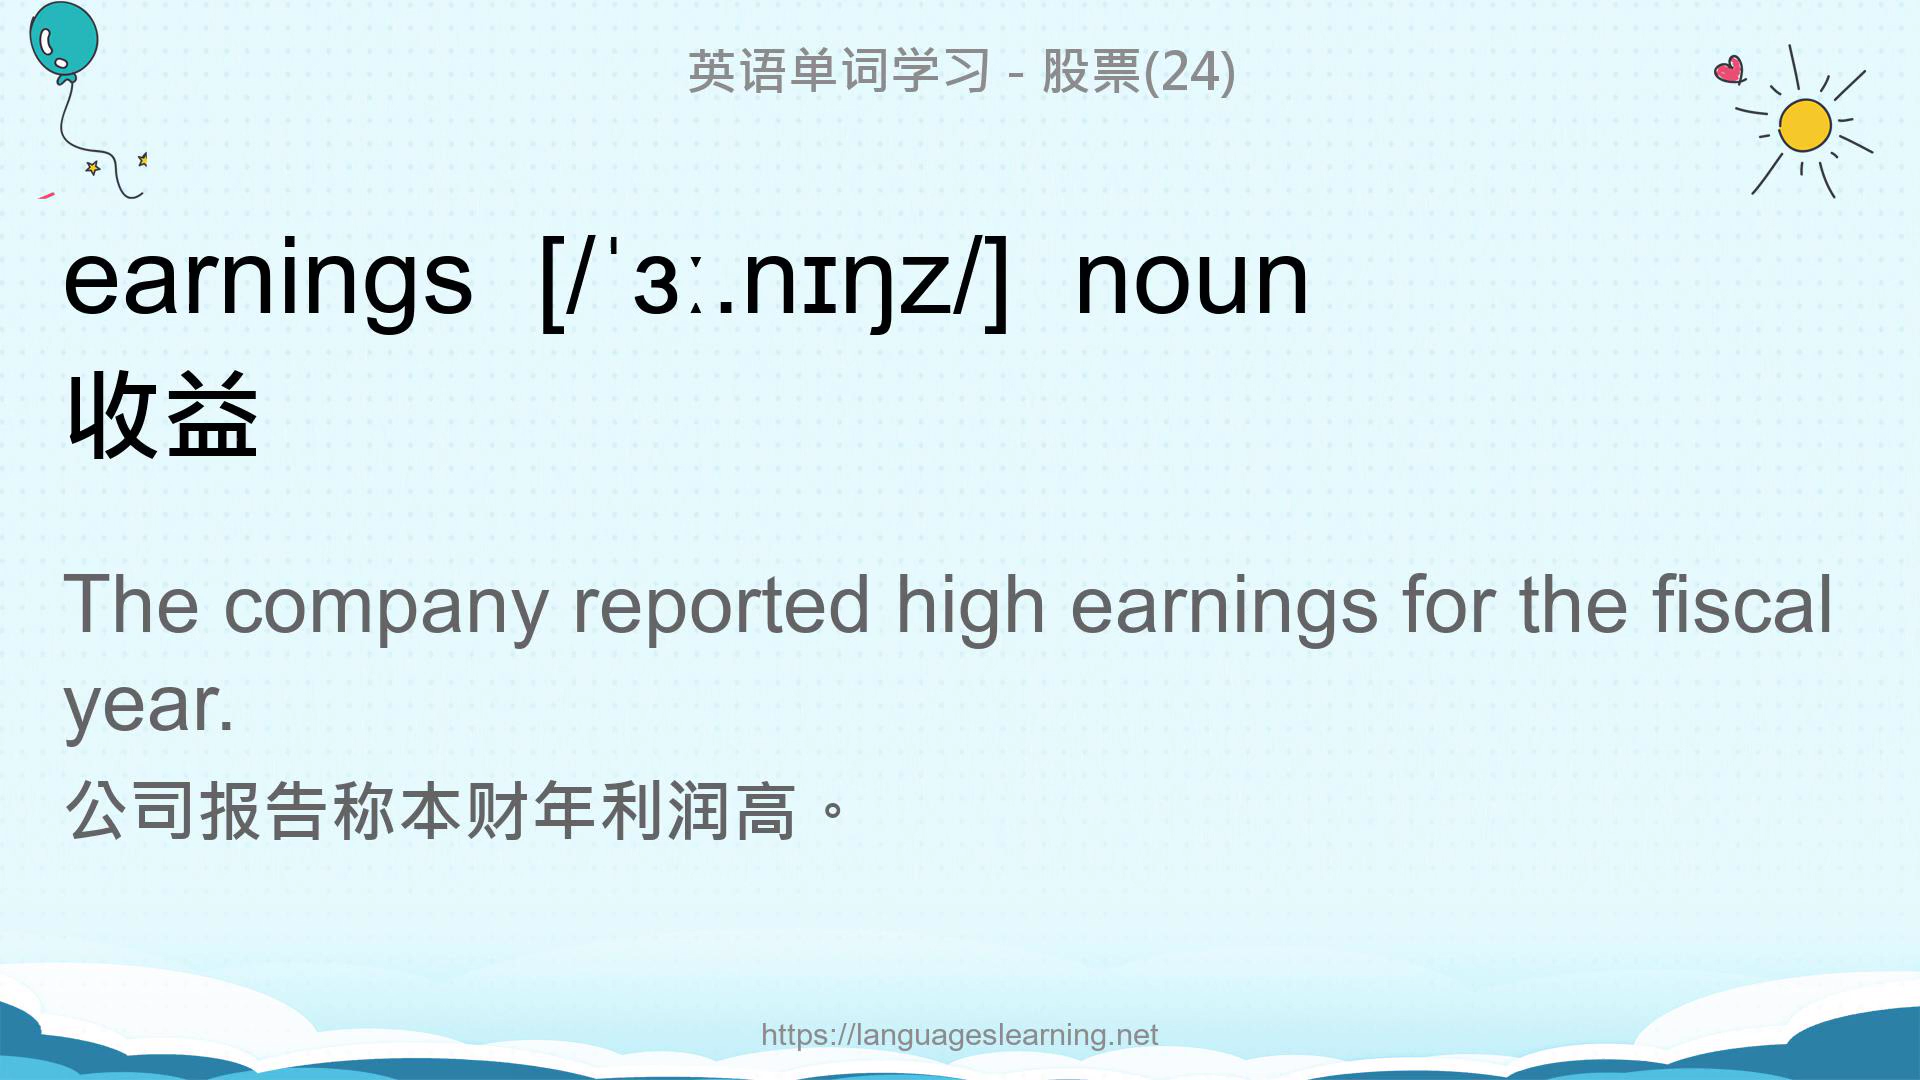 英语单词学习 - 股票(24)
earnings [/ˈɜː.nɪŋz/] noun
收益
The company reported high earnings for the fiscal
year.
公司报告称本财年利润高。
https://languageslearning.net